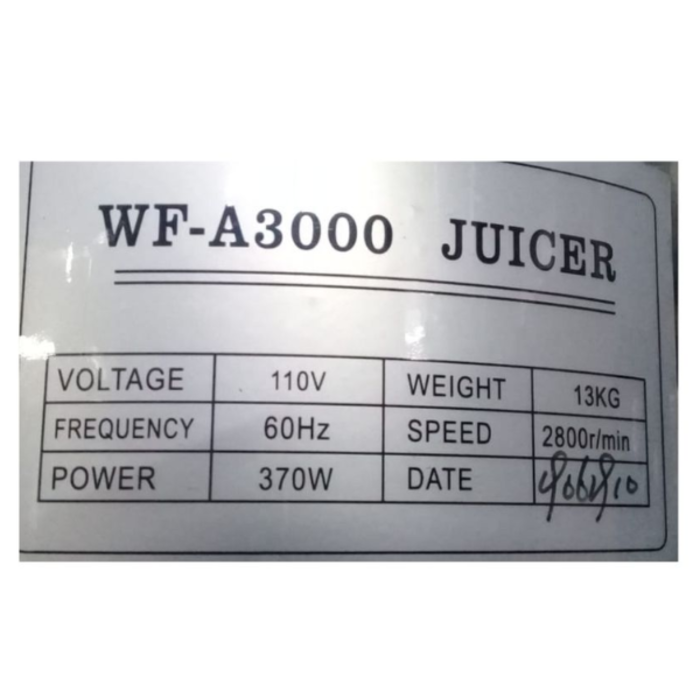 WF-A3000 JUICER
VOLTAGE 110V WEIGHT 13KG
FREQUENCY 60Hz SPEED 2800r/min
POWER 370W DATE